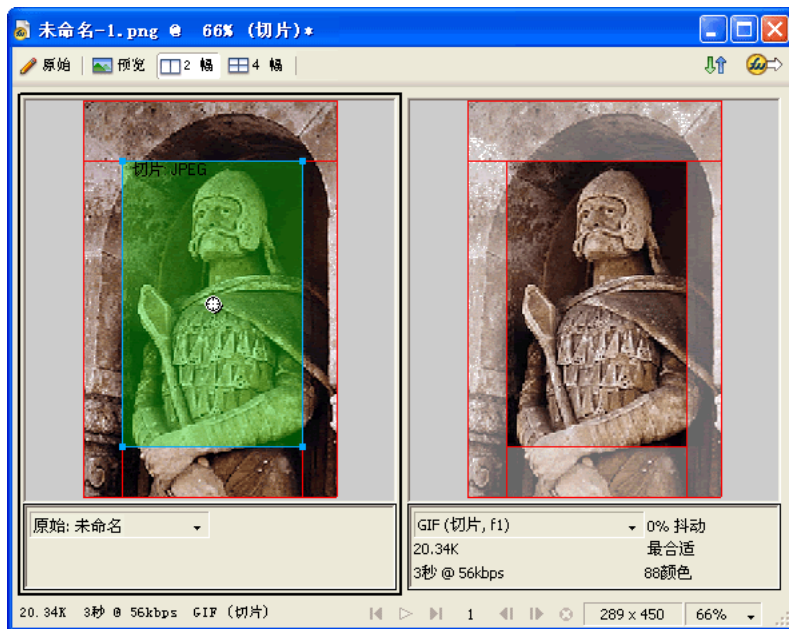 未命名-1.png @ 66% (切片)*
原始 预览 2 幅 4 幅
切片 JPEG
原始: 未命名
GIF (切片, f1) 0% 抖动
20.34K 最合适
3秒 @ 56kbps 88颜色
20.34K 3秒 @ 56kbps GIF (切片) 1 289 x 450 66%